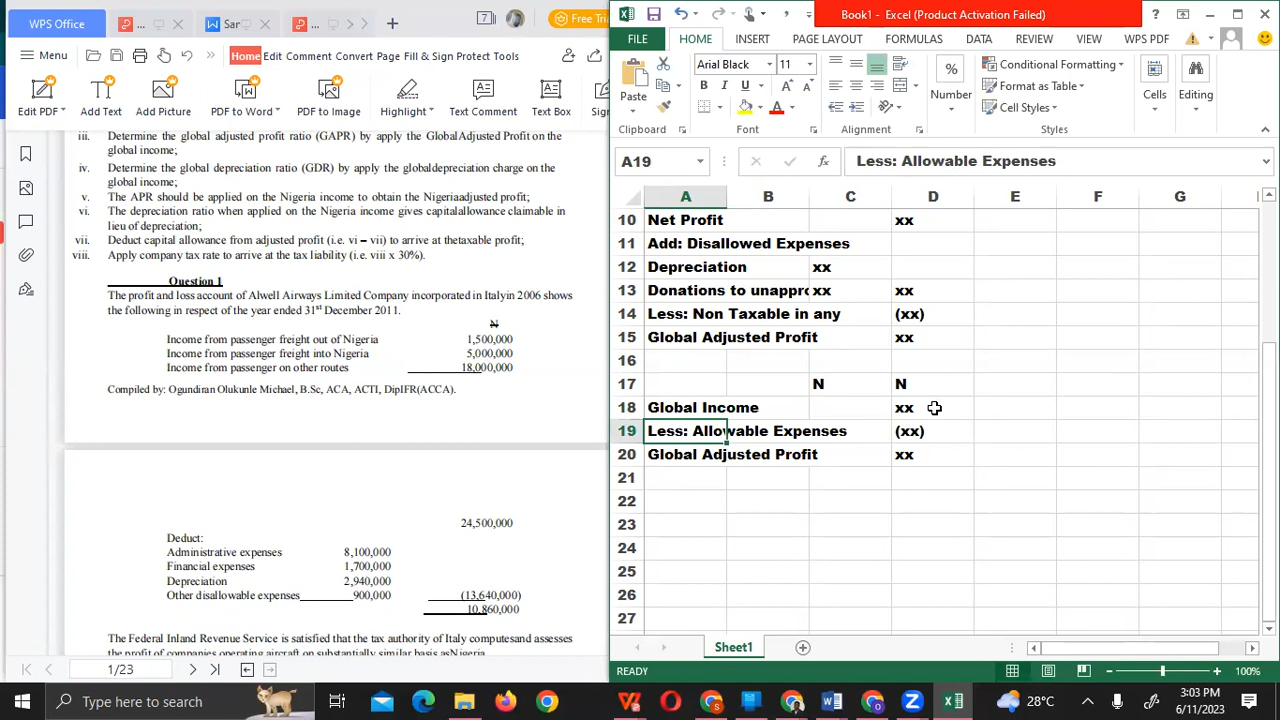 WPS Office
...
Sar
...
7
Free Tria
Book1 - Excel (Product Activation Failed)
Menu
Home Edit Comment Convert Page Fill & Sign Protect Tools
FILE HOME INSERT PAGE LAYOUT FORMULAS DATA REVIEW VIEW WPS PDF
Edit PDF Add Text Add Picture PDF to Word PDF to Image Highlight Text Comment Text Box
Paste
Arial Black 11
B I U
Number
Conditional Formatting
Format as Table
Cell Styles
Cells
Editing
Clipboard Font Alignment Styles
A19
Less: Allowable Expenses
iii. Determine the global adjusted profit ratio (GAPR) by apply the GlobalAdjusted Profit on the
global income;
iv. Determine the global depreciation ratio (GDR) by apply the globaldepreciation charge on the
global income;
v. The APR should be applied on the Nigeria income to obtain the Nigeriaadjusted profit;
vi. The depreciation ratio when applied on the Nigeria income gives capitalallowance claimable in
lieu of depreciation;
vii. Deduct capital allowance from adjusted profit (i.e. vi – vii) to arrive at thetaxable profit;
viii. Apply company tax rate to arrive at the tax liability (i.e. viii x 30%).
Question 1
The profit and loss account of Alwell Airways Limited Company incorporated in Italyin 2006 shows
the following in respect of the year ended 31st December 2011.
N
Income from passenger freight out of Nigeria 1,500,000
Income from passenger freight into Nigeria 5,000,000
Income from passenger on other routes 18,000,000
Compiled by: Ogundiran Olukunle Michael, B.Sc, ACA, ACTI, DipIFR(ACCA).
24,500,000
Deduct:
Administrative expenses 8,100,000
Financial expenses 1,700,000
Depreciation 2,940,000
Other disallowable expenses 900,000 (13,640,000)
10,860,000
The Federal Inland Revenue Service is satisfied that the tax authority of Italy computesand assesses
the profit of companies operating aircraft on substantially similar basis asNigeria.
1/23
A B C D E F G
10 Net Profit xx
11 Add: Disallowed Expenses
12 Depreciation xx
13 Donations to unappro xx xx
14 Less: Non Taxable in any (xx)
15 Global Adjusted Profit xx
16
17 N N
18 Global Income xx
19 Less: Allowable Expenses (xx)
20 Global Adjusted Profit xx
21
22
23
24
25
26
27
Sheet1
READY
100%
Type here to search
28°C
3:03 PM
6/11/2023